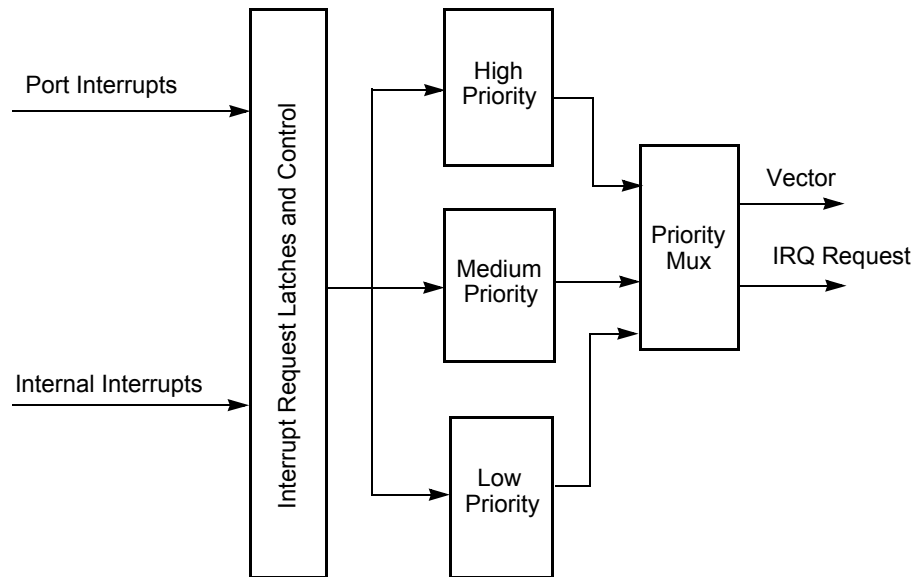 Port Interrupts
Internal Interrupts
Interrupt Request Latches and Control
High
Priority
Medium
Priority
Low
Priority
Priority
Mux
Vector
IRQ Request